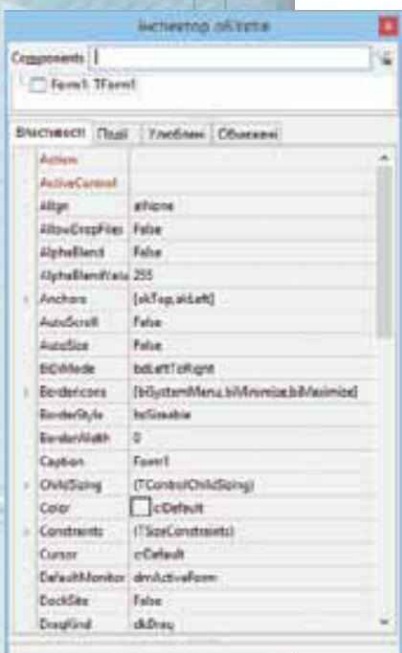 Інспектор об'єктів
Components
Form1: TForm1
Властивості Події Улюблені Обмежені
Action
ActiveControl
Align alNone
AllowDropFiles False
AlphaBlend False
AlphaBlendValu 255
Anchors [akTop,akLeft]
AutoScroll False
AutoSize False
BiDiMode bdLeftToRight
BorderIcons [biSystemMenu,biMinimize,biMaximize]
BorderStyle bsSizeable
BorderWidth 0
Caption Form1
ChildSizing (TControlChildSizing)
Color clDefault
Constraints (TSizeConstraints)
Cursor crDefault
DefaultMonitor dmActiveForm
DockSite False
DragKind dkDrag